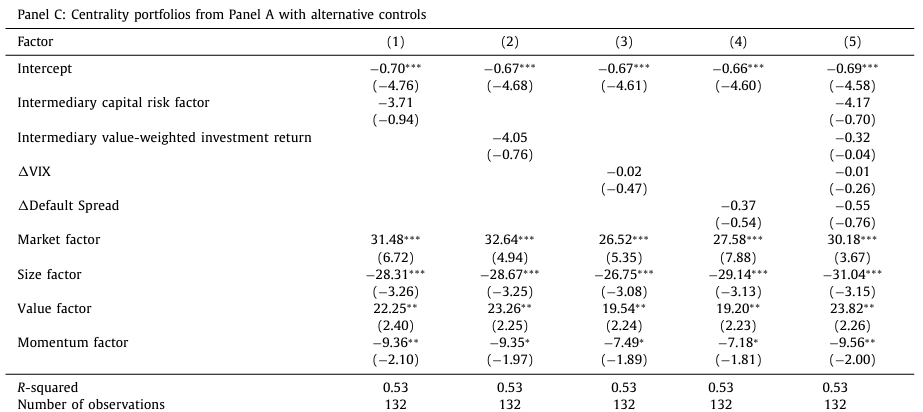 Panel C: Centrality portfolios from Panel A with alternative controls
Factor (1) (2) (3) (4) (5)
Intercept −0.70*** −0.67*** −0.67*** −0.66*** −0.69***
(−4.76) (−4.68) (−4.61) (−4.60) (−4.58)
Intermediary capital risk factor −3.71 −4.17
(−0.94) (−0.70)
Intermediary value-weighted investment return −4.05 −0.32
(−0.76) (−0.04)
ΔVIX −0.02 −0.01
(−0.47) (−0.26)
ΔDefault Spread −0.37 −0.55
(−0.54) (−0.76)
Market factor 31.48*** 32.64*** 26.52*** 27.58*** 30.18***
(6.72) (4.94) (5.35) (7.88) (3.67)
Size factor −28.31*** −28.67*** −26.75*** −29.14*** −31.04***
(−3.26) (−3.25) (−3.08) (−3.13) (−3.15)
Value factor 22.25** 23.26** 19.54** 19.20** 23.82**
(2.40) (2.25) (2.24) (2.23) (2.26)
Momentum factor −9.36** −9.35* −7.49* −7.18* −9.56**
(−2.10) (−1.97) (−1.89) (−1.81) (−2.00)
R-squared 0.53 0.53 0.53 0.53 0.53
Number of observations 132 132 132 132 132